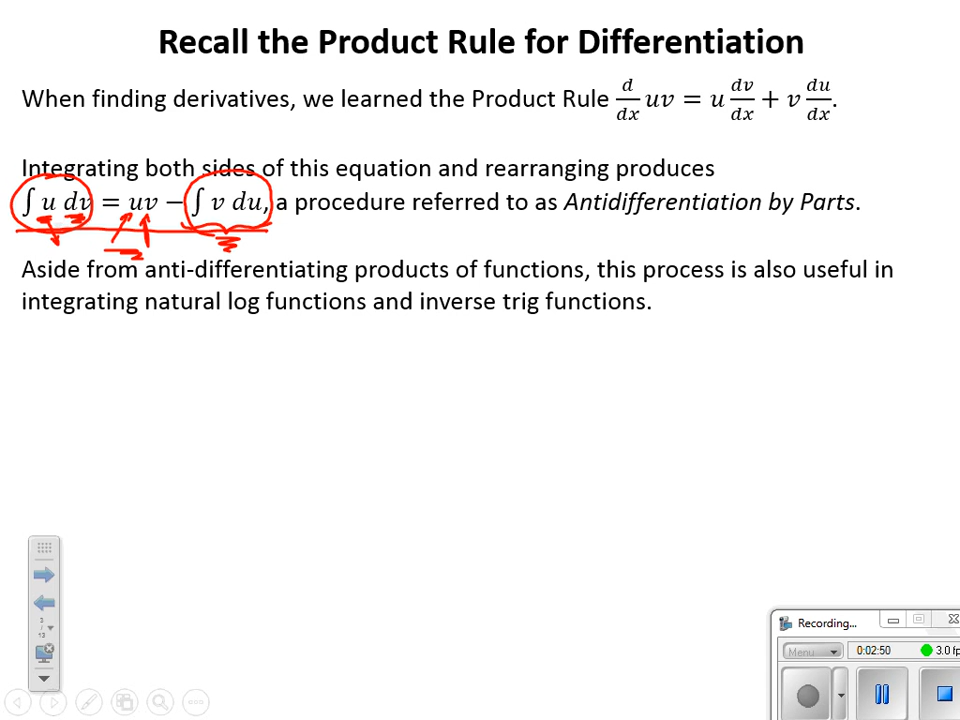 Recall the Product Rule for Differentiation
When finding derivatives, we learned the Product Rule d/dx uv = u dv/dx + v du/dx.
Integrating both sides of this equation and rearranging produces
∫ u dv = uv − ∫ v du, a procedure referred to as Antidifferentiation by Parts.
Aside from anti-differentiating products of functions, this process is also useful in
integrating natural log functions and inverse trig functions.
3
/
13
Recording...
Menu
0:02:50
3.0 fp